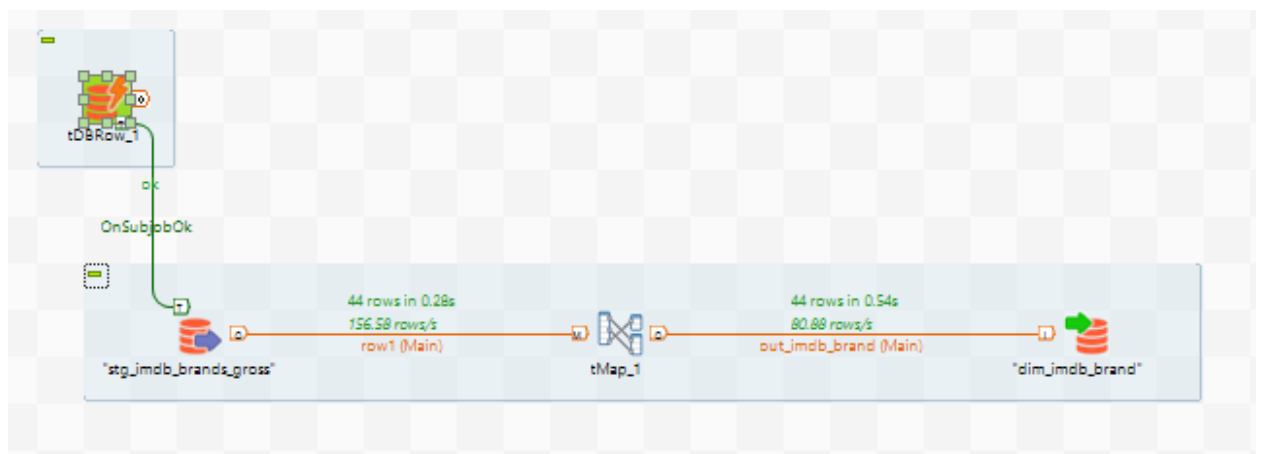 tDBRow_1
ok
OnSubjobOk
44 rows in 0.28s
156.58 rows/s
row1 (Main)
44 rows in 0.54s
80.88 rows/s
out_imdb_brand (Main)
"stg_imdb_brands_gross"
tMap_1
"dim_imdb_brand"